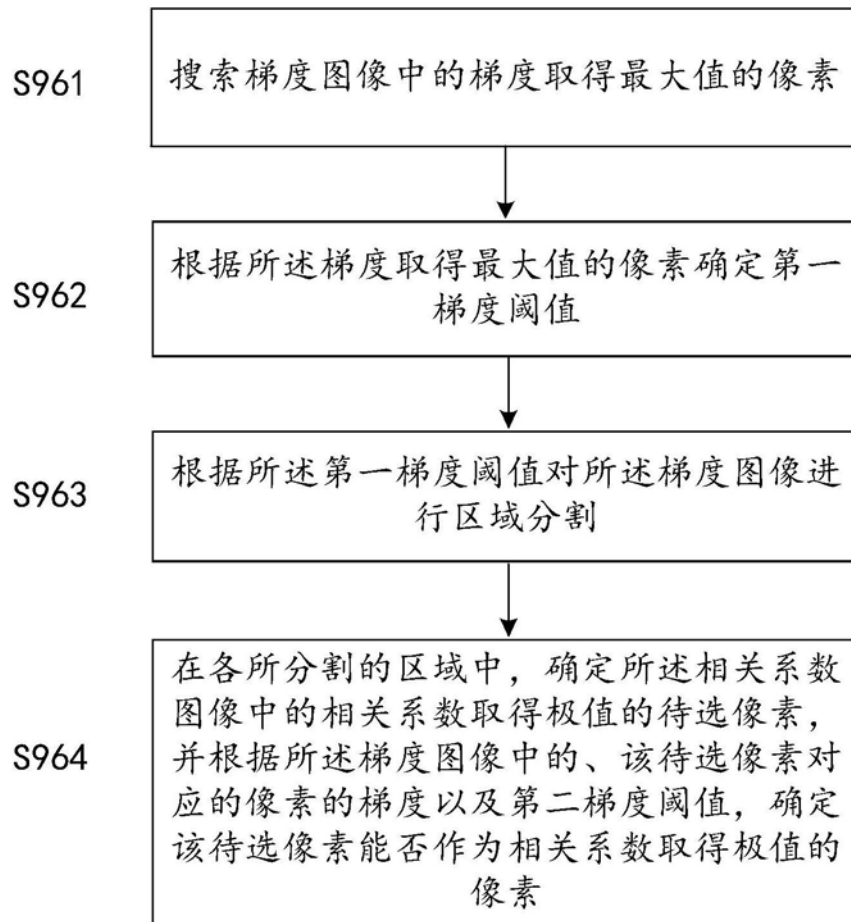 S961
搜索梯度图像中的梯度取得最大值的像素
S962
根据所述梯度取得最大值的像素确定第一
梯度阈值
S963
根据所述第一梯度阈值对所述梯度图像进
行区域分割
S964
在各所分割的区域中，确定所述相关系数
图像中的相关系数取得极值的待选像素，
并根据所述梯度图像中的、该待选像素对
应的像素的梯度以及第二梯度阈值，确定
该待选像素能否作为相关系数取得极值的
像素